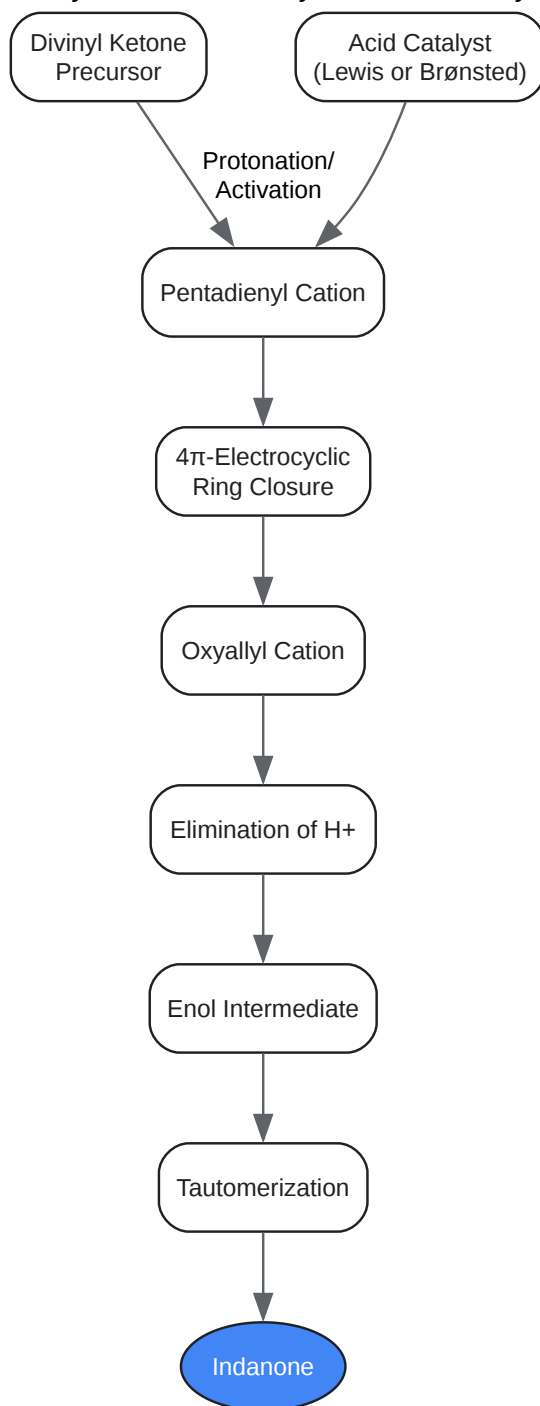 Divinyl Ketone
Precursor
Acid Catalyst
(Lewis or Brønsted)
Protonation/
Activation
Pentadienyl Cation
4π-Electrocyclic
Ring Closure
Oxyallyl Cation
Elimination of H+
Enol Intermediate
Tautomerization
Indanone